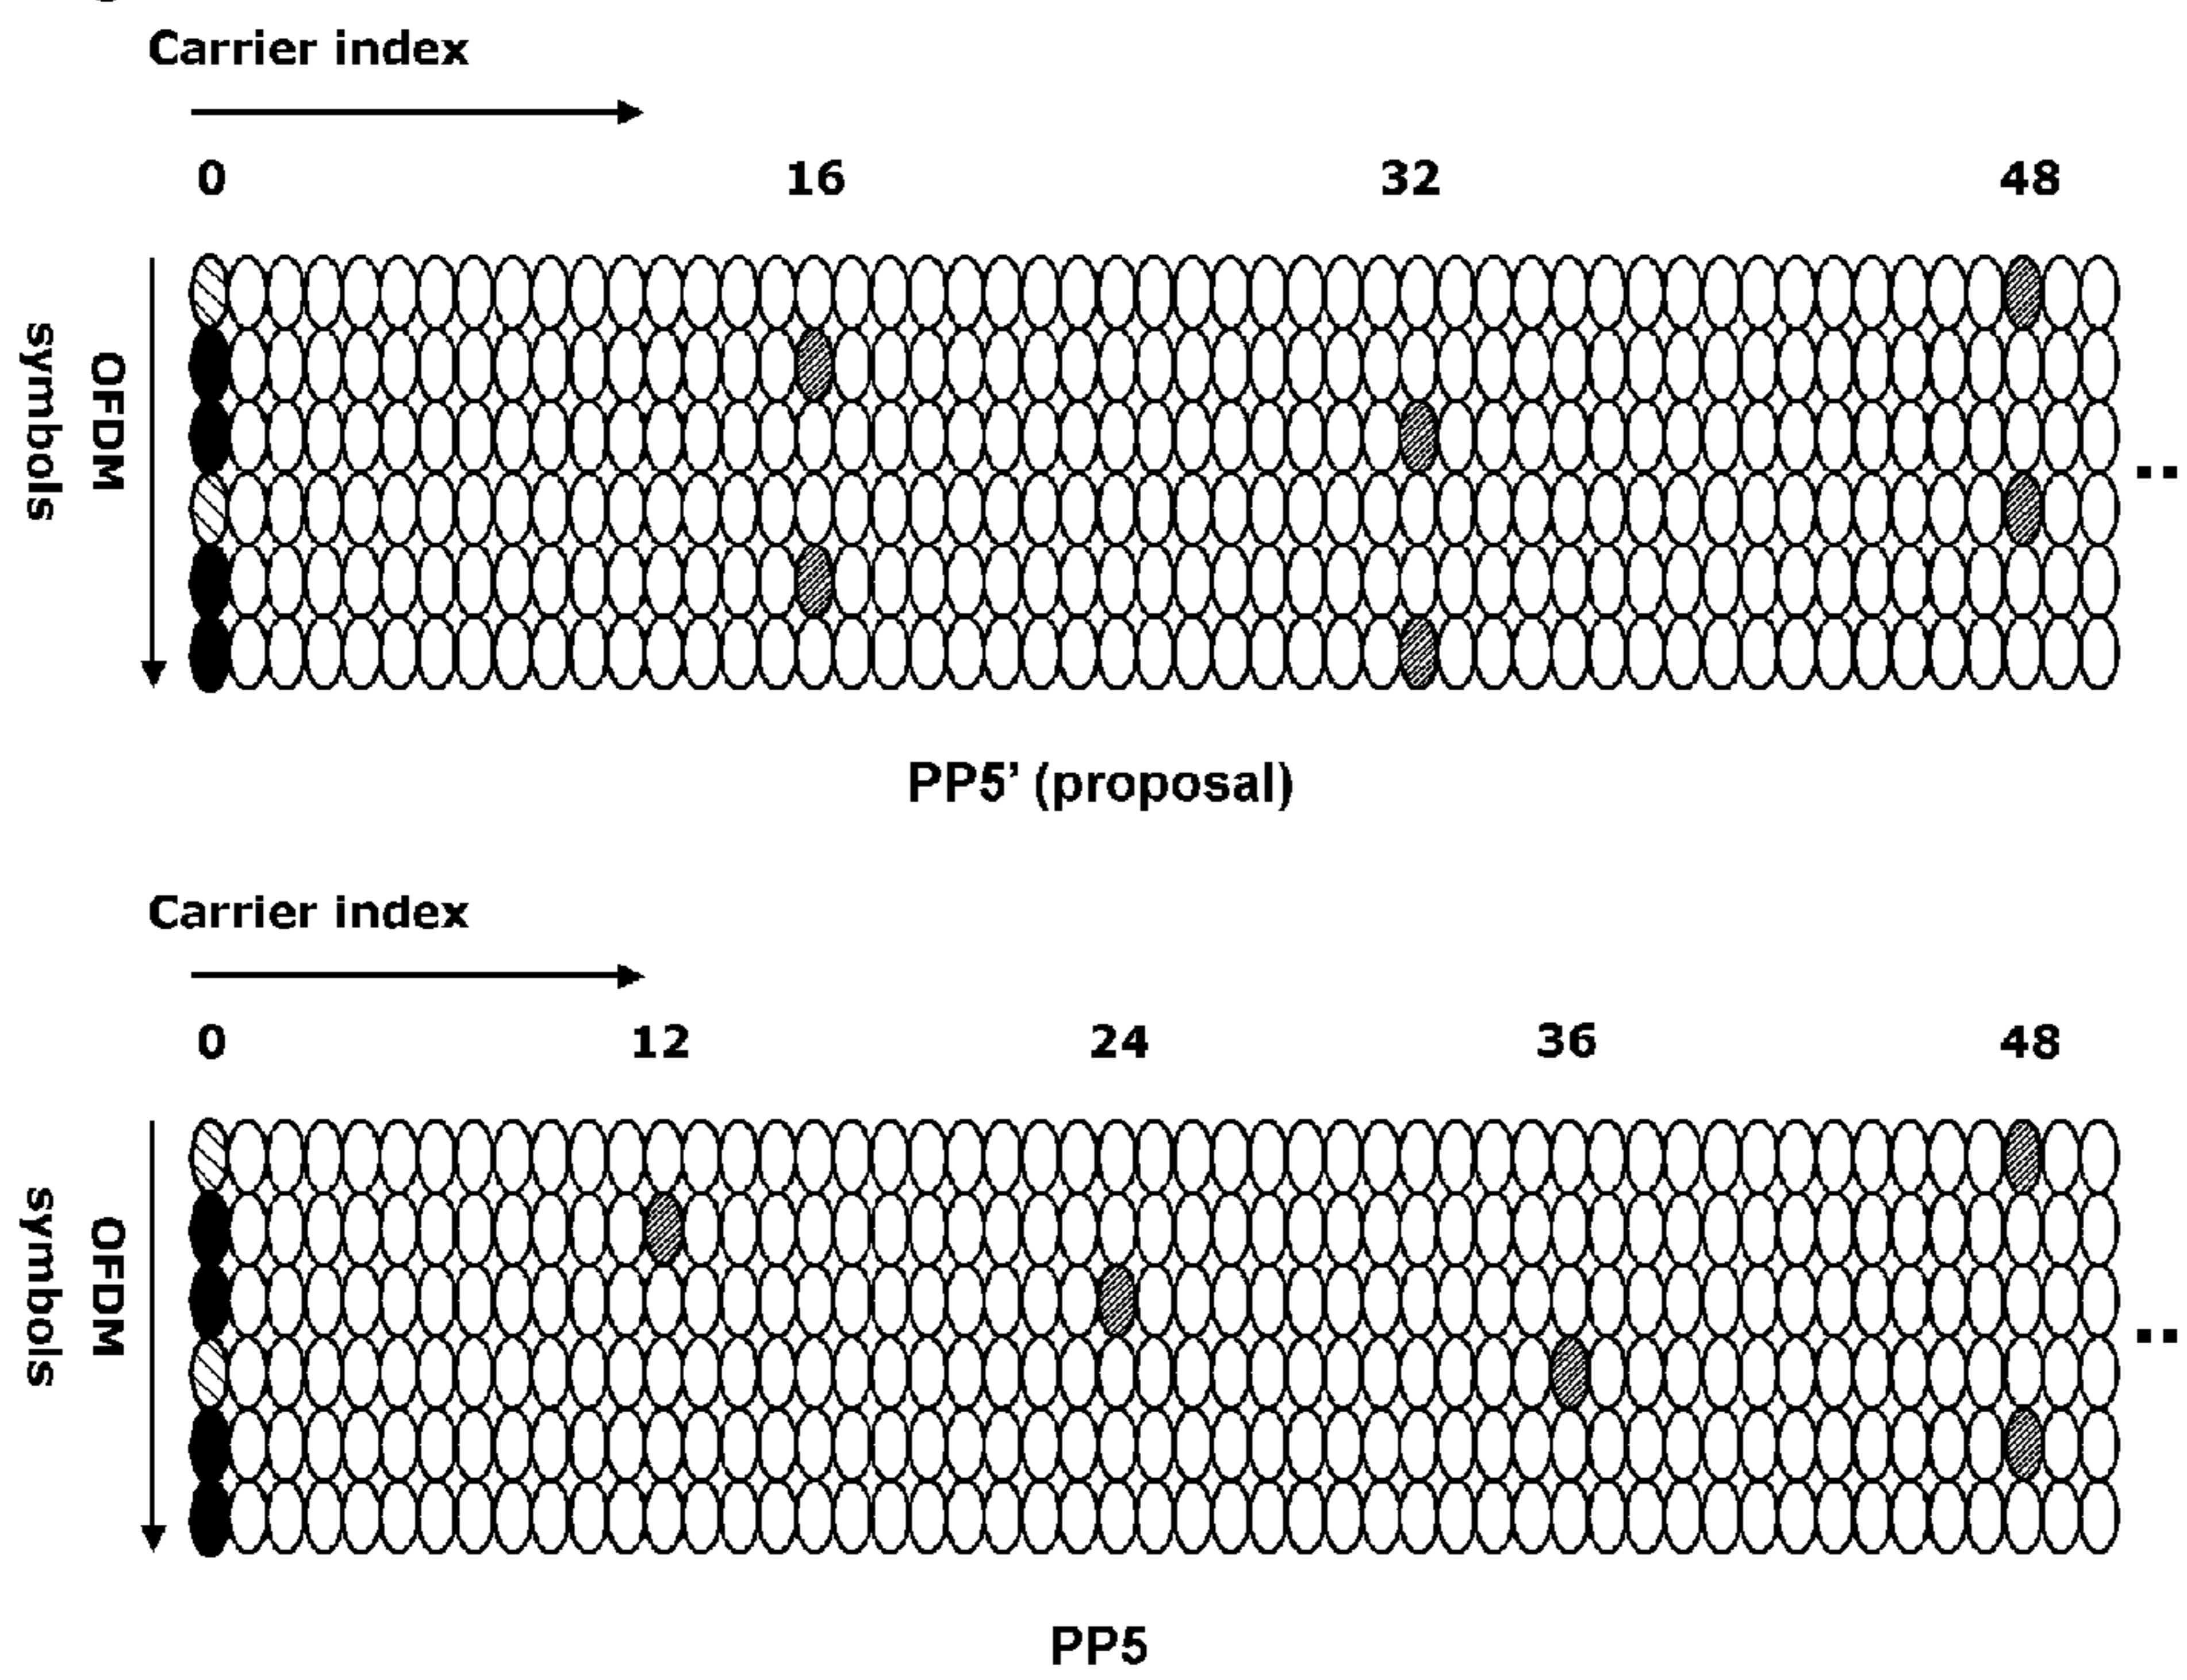 Carrier index
0 16 32 48
OFDM
symbols
..
PP5’ (proposal)
Carrier index
0 12 24 36 48
OFDM
symbols
..
PP5